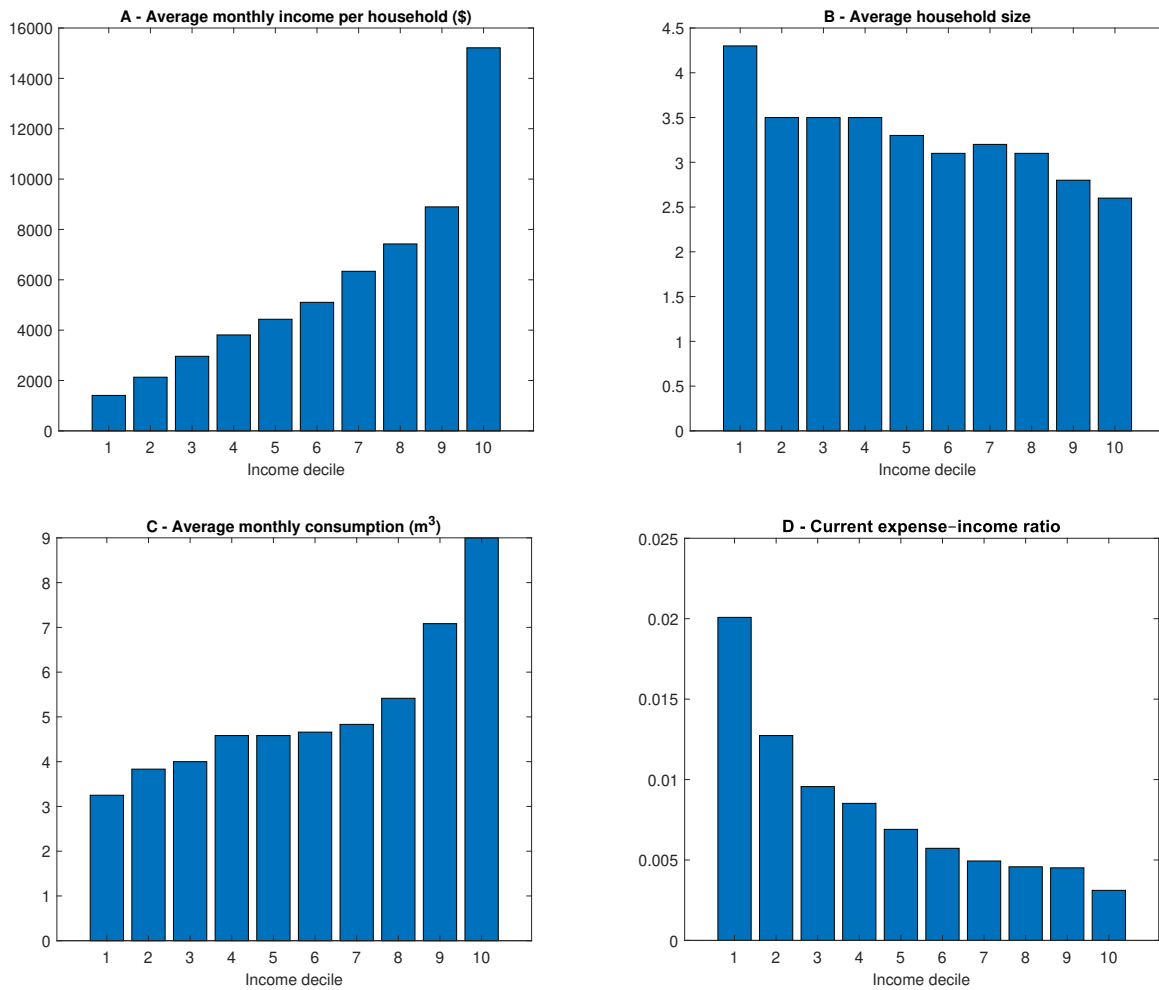 A - Average monthly income per household ($)
16000
14000
12000
10000
8000
6000
4000
2000
0
1 2 3 4 5 6 7 8 9 10
Income decile
B - Average household size
4.5
4
3.5
3
2.5
2
1.5
1
0.5
0
1 2 3 4 5 6 7 8 9 10
Income decile
C - Average monthly consumption (m³)
9
8
7
6
5
4
3
2
1
0
1 2 3 4 5 6 7 8 9 10
Income decile
D - Current expense−income ratio
0.025
0.02
0.015
0.01
0.005
0
1 2 3 4 5 6 7 8 9 10
Income decile